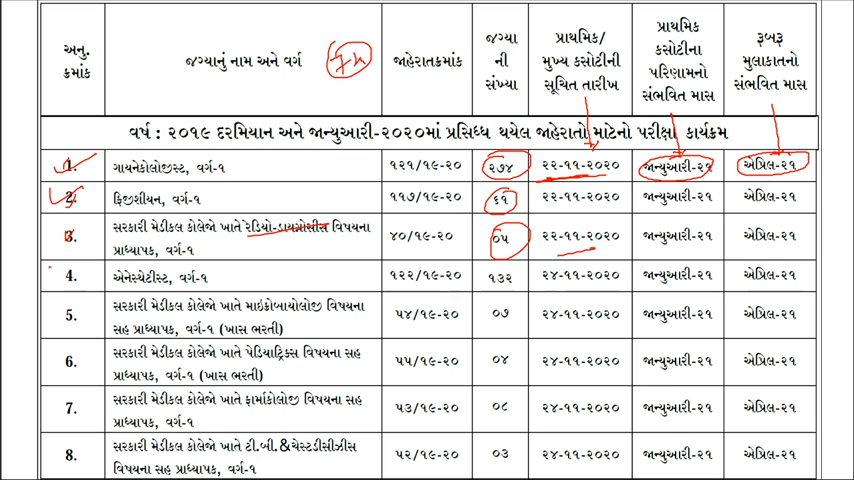 અનુ. ક્રમાંક
જગ્યાનું નામ અને વર્ગ
જાહેરાતક્રમાંક
જગ્યા ની સંખ્યા
પ્રાથમિક/ મુખ્ય કસોટીની સૂચિત તારીખ
પ્રાથમિક કસોટીના પરિણામનો સંભવિત માસ
રૂબરૂ મુલાકાતનો સંભવિત માસ
વર્ષ : ૨૦૧૯ દરમિયાન અને જાન્યુઆરી-૨૦૨૦માં પ્રસિધ્ધ થયેલ જાહેરાતો માટેનો પરીક્ષા કાર્યક્રમ
1. ગાયનેકોલોજીસ્ટ, વર્ગ-૧ ૧૨૧/૧૯-૨૦ ૨૭૪ ૨૨-૧૧-૨૦૨૦ જાન્યુઆરી-૨૧ એપ્રિલ-૨૧
2. ફિજીશીયન, વર્ગ-૧ ૧૧૭/૧૯-૨૦ ૬૧ ૨૨-૧૧-૨૦૨૦ જાન્યુઆરી-૨૧ એપ્રિલ-૨૧
3. સરકારી મેડીકલ કોલેજો ખાતે રેડિયો-ડાયગ્નોસીસ વિષયના
પ્રાધ્યાપક, વર્ગ-૧ ૪૦/૧૯-૨૦ ૦૫ ૨૨-૧૧-૨૦૨૦ જાન્યુઆરી-૨૧ એપ્રિલ-૨૧
4. એનેસ્થેટીસ્ટ, વર્ગ-૧ ૧૨૨/૧૯-૨૦ ૧૩૨ ૨૪-૧૧-૨૦૨૦ જાન્યુઆરી-૨૧ એપ્રિલ-૨૧
5. સરકારી મેડીકલ કોલેજો ખાતે માઇક્રોબાયોલોજી વિષયના
સહ પ્રાધ્યાપક, વર્ગ-૧ (ખાસ ભરતી) ૫૪/૧૯-૨૦ ૦૭ ૨૪-૧૧-૨૦૨૦ જાન્યુઆરી-૨૧ એપ્રિલ-૨૧
6. સરકારી મેડીકલ કોલેજો ખાતે પેડિયાટ્રિક્સ વિષયના સહ
પ્રાધ્યાપક, વર્ગ-૧ (ખાસ ભરતી) ૫૫/૧૯-૨૦ ૦૪ ૨૪-૧૧-૨૦૨૦ જાન્યુઆરી-૨૧ એપ્રિલ-૨૧
7. સરકારી મેડીકલ કોલેજો ખાતે ફાર્માકોલોજી વિષયના સહ
પ્રાધ્યાપક, વર્ગ-૧ ૫૩/૧૯-૨૦ ૦૮ ૨૪-૧૧-૨૦૨૦ જાન્યુઆરી-૨૧ એપ્રિલ-૨૧
8. સરકારી મેડીકલ કોલેજો ખાતે ટી.બી.&ચેસ્ટડીસીઝીસ
વિષયના સહ પ્રાધ્યાપક, વર્ગ-૧ ૫૨/૧૯-૨૦ ૦૩ ૨૪-૧૧-૨૦૨૦ જાન્યુઆરી-૨૧ એપ્રિલ-૨૧